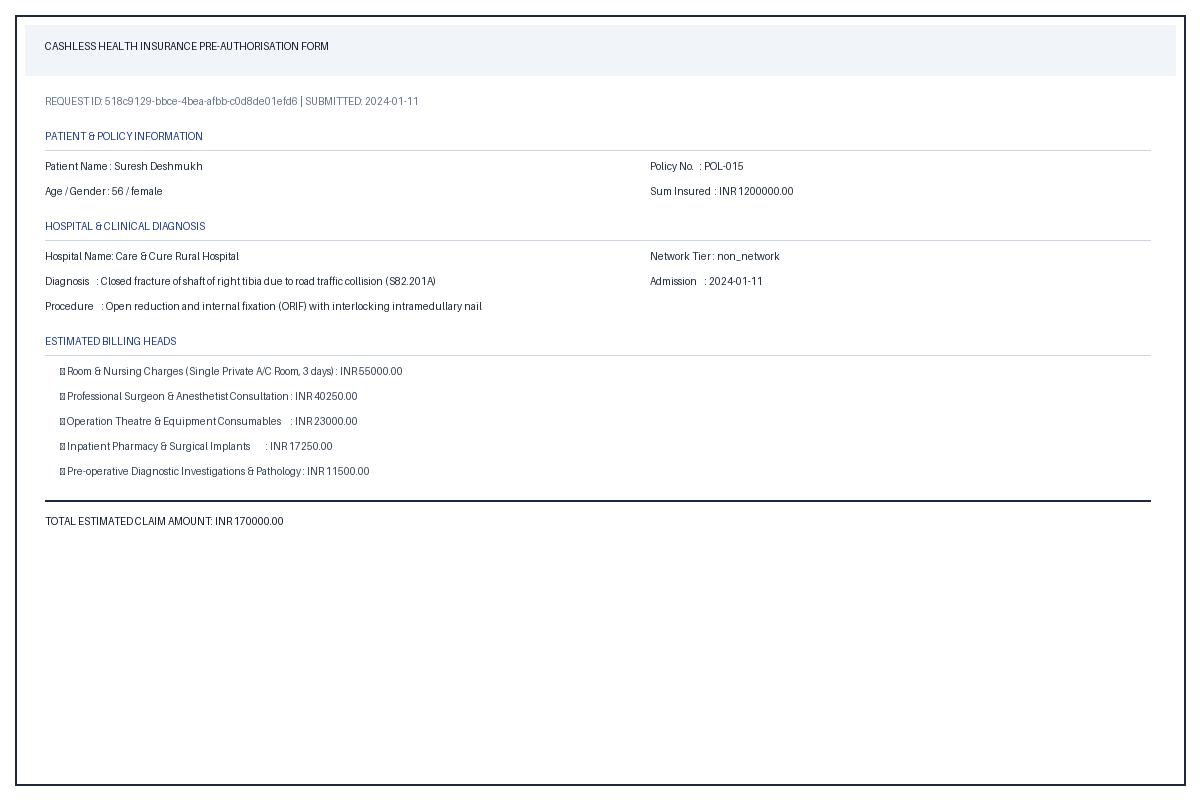 CASHLESS HEALTH INSURANCE PRE-AUTHORISATION FORM
REQUEST ID: 518c9129-bbce-4bea-afbb-c0d8de01efd6 | SUBMITTED: 2024-01-11
PATIENT & POLICY INFORMATION
Patient Name : Suresh Deshmukh
Policy No. : POL-015
Age / Gender : 56 / female
Sum Insured : INR 1200000.00
HOSPITAL & CLINICAL DIAGNOSIS
Hospital Name: Care & Cure Rural Hospital
Network Tier : non_network
Diagnosis : Closed fracture of shaft of right tibia due to road traffic collision (S82.201A)
Admission : 2024-01-11
Procedure : Open reduction and internal fixation (ORIF) with interlocking intramedullary nail
ESTIMATED BILLING HEADS
Room & Nursing Charges (Single Private A/C Room, 3 days) : INR 55000.00
Professional Surgeon & Anesthetist Consultation : INR 40250.00
Operation Theatre & Equipment Consumables : INR 23000.00
Inpatient Pharmacy & Surgical Implants : INR 17250.00
Pre-operative Diagnostic Investigations & Pathology : INR 11500.00
TOTAL ESTIMATED CLAIM AMOUNT: INR 170000.00